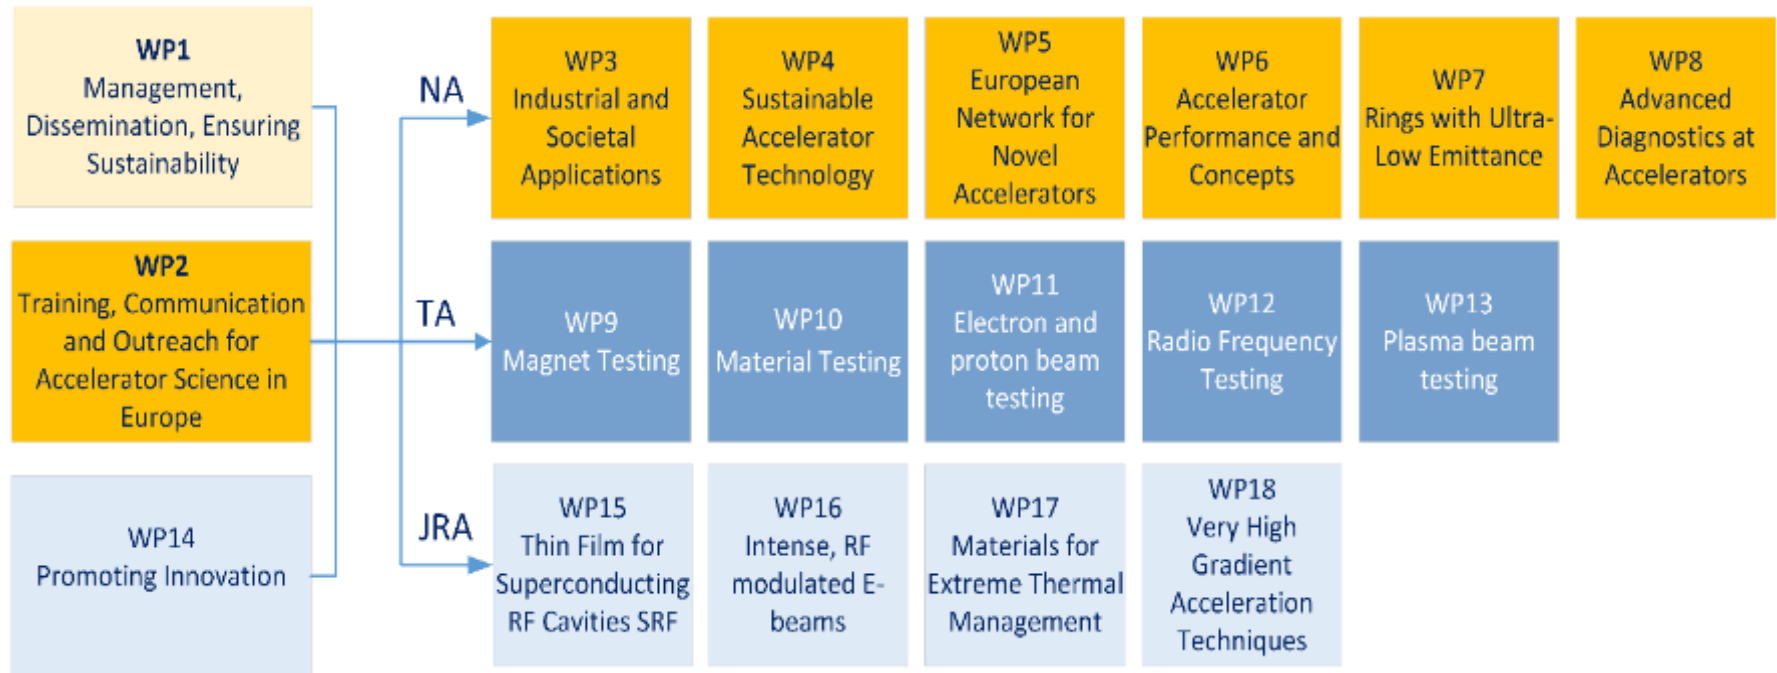 WP1
Management,
Dissemination, Ensuring
Sustainability
WP2
Training, Communication
and Outreach for
Accelerator Science in
Europe
WP14
Promoting Innovation
NA
WP3
Industrial and
Societal
Applications
WP4
Sustainable
Accelerator
Technology
WP5
European
Network for
Novel
Accelerators
WP6
Accelerator
Performance and
Concepts
WP7
Rings with Ultra-
Low Emittance
WP8
Advanced
Diagnostics at
Accelerators
TA
WP9
Magnet Testing
WP10
Material Testing
WP11
Electron and
proton beam
testing
WP12
Radio Frequency
Testing
WP13
Plasma beam
testing
JRA
WP15
Thin Film for
Superconducting
RF Cavities SRF
WP16
Intense, RF
modulated E-
beams
WP17
Materials for
Extreme Thermal
Management
WP18
Very High
Gradient
Acceleration
Techniques